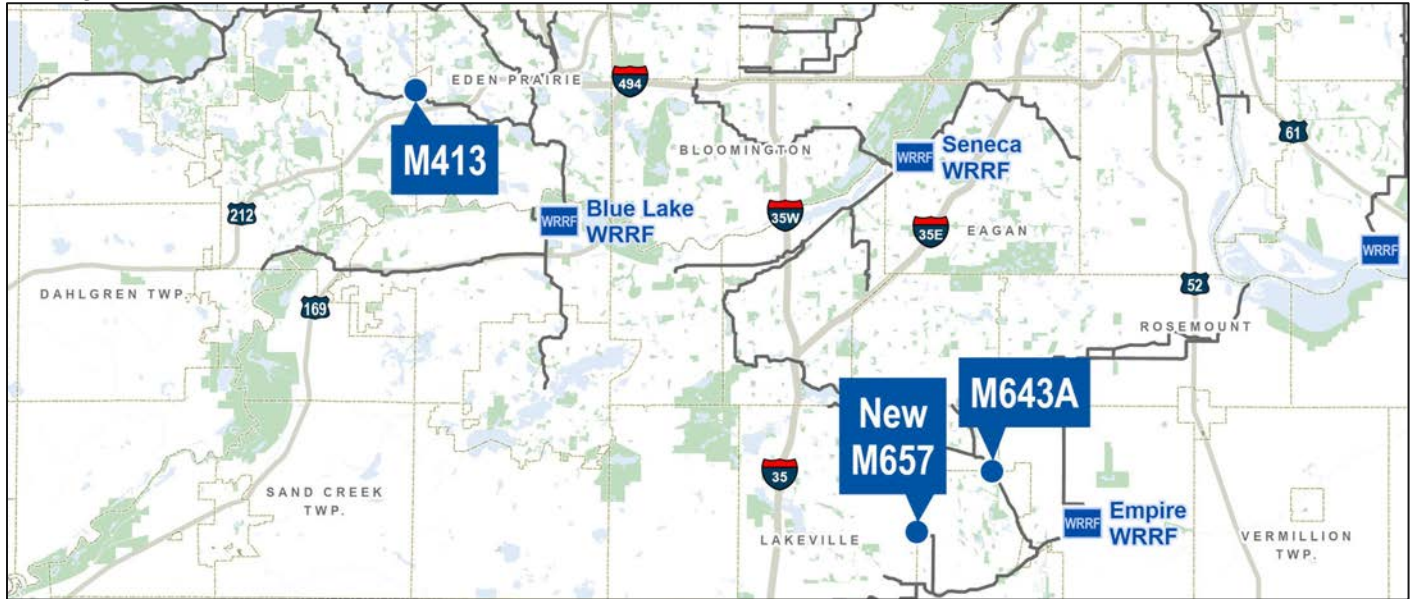 EDEN PRAIRIE
494
M413
BLOOMINGTON
WRRF
Seneca
WRRF
61
212
WRRF
Blue Lake
WRRF
35W
35E
EAGAN
WRRF
DAHLGREN TWP.
169
52
ROSEMOUNT
New
M657
M643A
35
SAND CREEK
TWP.
LAKEVILLE
WRRF
Empire
WRRF
VERMILLION
TWP.